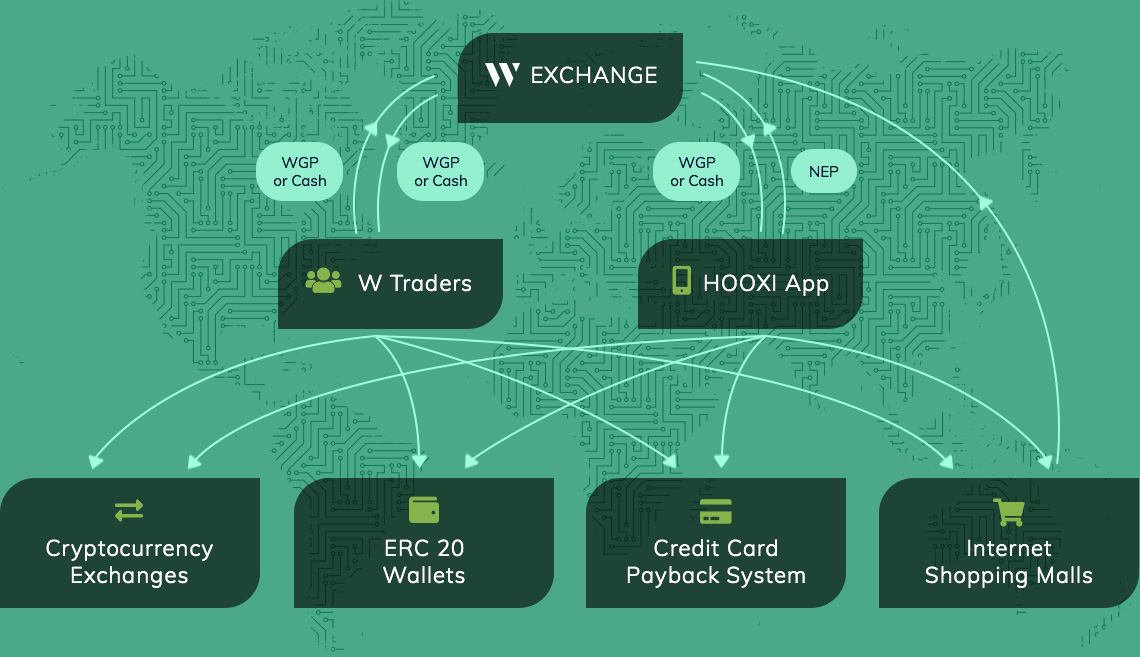 W EXCHANGE
WGP
or Cash
WGP
or Cash
WGP
or Cash
NEP
W Traders
HOOXI App
Cryptocurrency
Exchanges
ERC 20
Wallets
Credit Card
Payback System
Internet
Shopping Malls